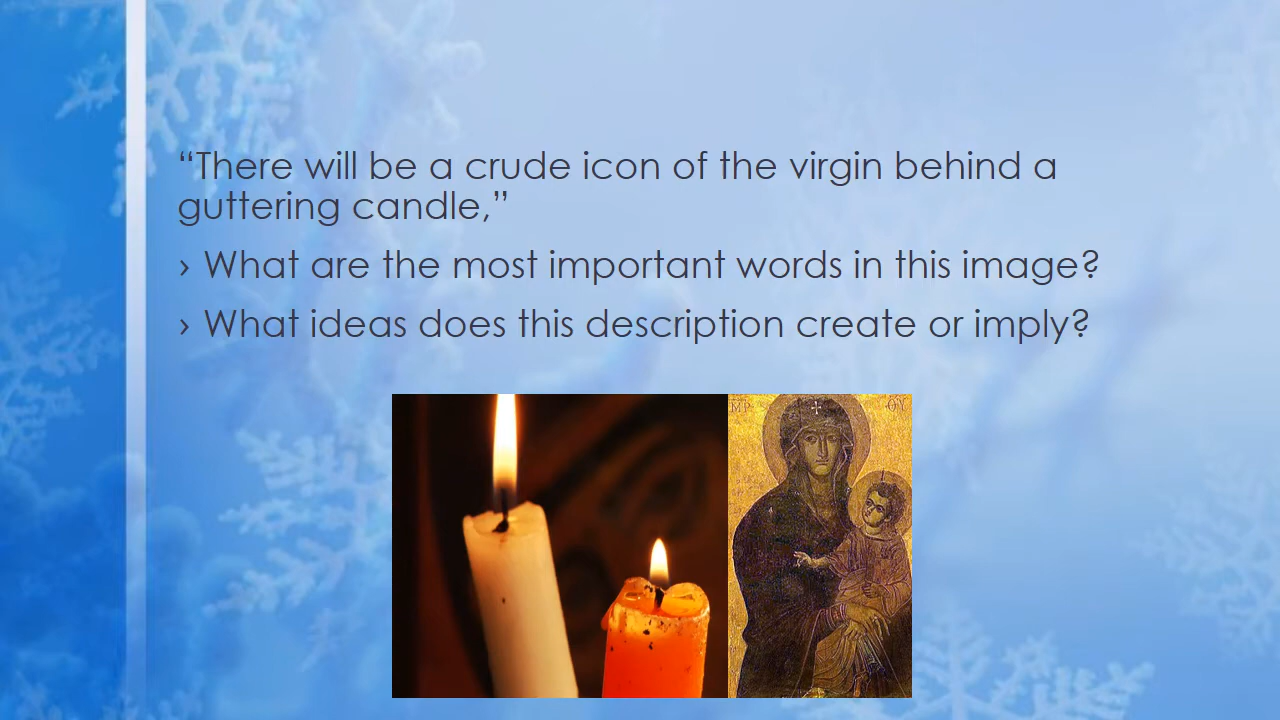 “There will be a crude icon of the virgin behind a
guttering candle,”
› What are the most important words in this image?
› What ideas does this description create or imply?
ΜΡ ΘΥ